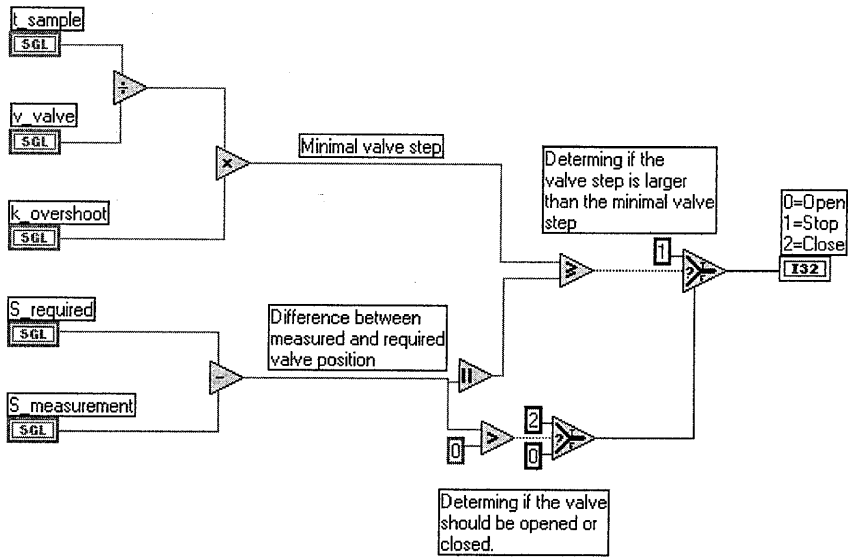 t_sample
SGL
v_valve
SGL
k_overshoot
SGL
S_required
SGL
S_measurement
SGL
÷
x
Minimal valve step
Determing if the
valve step is larger
than the minimal valve
step
0=Open
1=Stop
2=Close
I32
1
≥
?
T
F
Difference between
measured and required
valve position
-
||
>
0
2
0
?
T
F
Determing if the valve
should be opened or
closed.